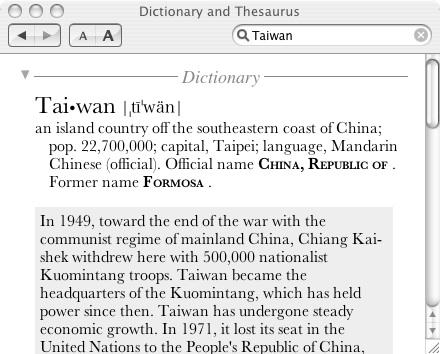 Dictionary and Thesaurus
A A Taiwan
Dictionary
Tai•wan |ˌtīˈwän|
an island country off the southeastern coast of China;
pop. 22,700,000; capital, Taipei; language, Mandarin
Chinese (official). Official name CHINA, REPUBLIC OF .
Former name FORMOSA .
In 1949, toward the end of the war with the
communist regime of mainland China, Chiang Kai-
shek withdrew here with 500,000 nationalist
Kuomintang troops. Taiwan became the
headquarters of the Kuomintang, which has held
power since then. Taiwan has undergone steady
economic growth. In 1971, it lost its seat in the
United Nations to the People's Republic of China,